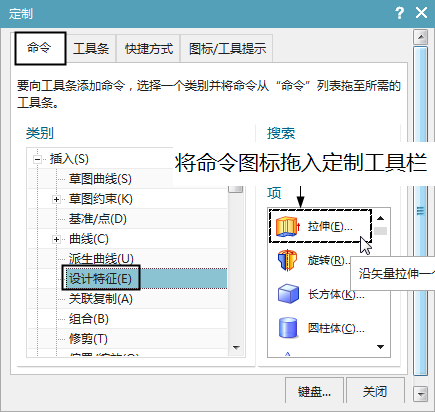 定制
命令 工具条 快捷方式 图标/工具提示
要向工具条添加命令，选择一个类别并将命令从“命令”列表拖至所需的
工具条。
类别 搜索
将命令图标拖入定制工具栏
插入(S)
草图曲线(S)
草图约束(K)
基准/点(D)
曲线(C)
派生曲线(U)
设计特征(E)
关联复制(A)
组合(B)
修剪(T)
偏置/缩放(O)
项
拉伸(E)...
旋转(R)...
沿矢量拉伸一个
长方体(K)...
圆柱体(C)...
键盘... 关闭